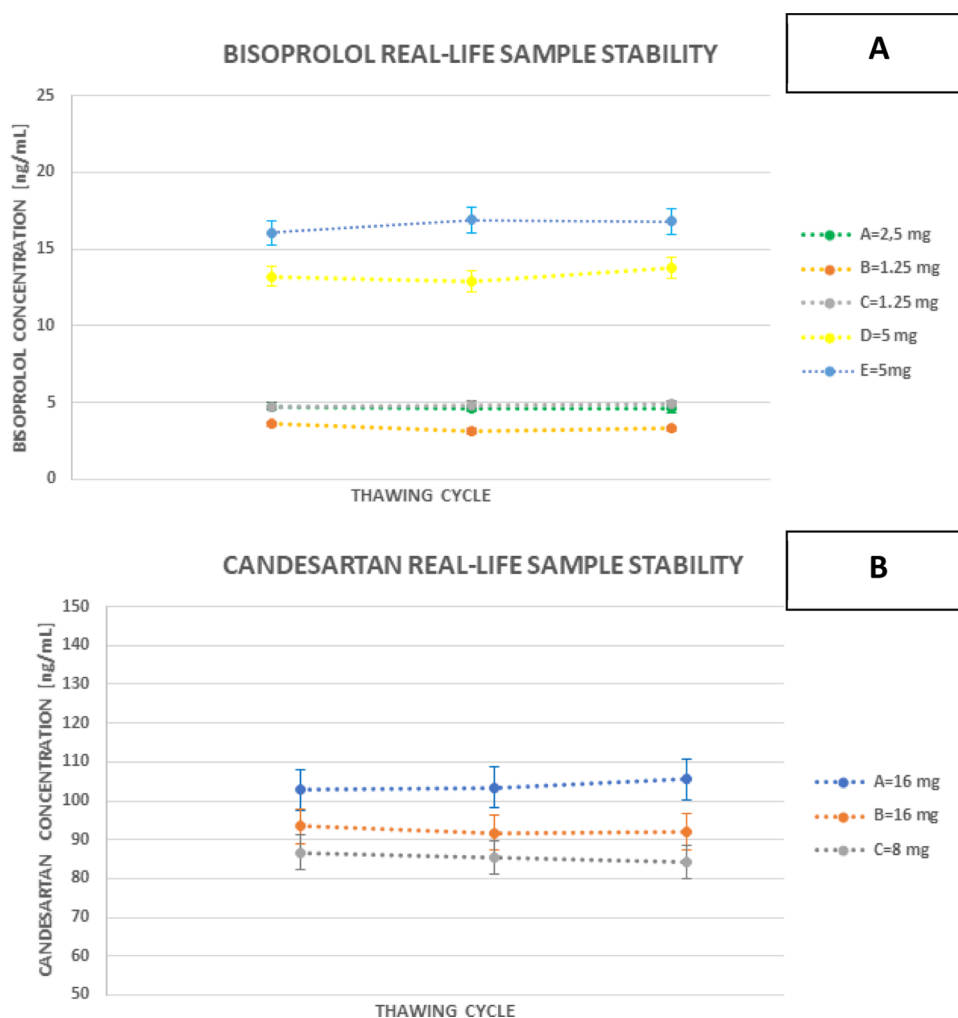 A
BISOPROLOL REAL-LIFE SAMPLE STABILITY
BISOPROLOL CONCENTRATION [ng/mL]
25
20
15
10
5
0
THAWING CYCLE
A=2,5 mg
B=1.25 mg
C=1.25 mg
D=5 mg
E=5mg
B
CANDESARTAN REAL-LIFE SAMPLE STABILITY
CANDESARTAN CONCENTRATION [ng/mL]
150
140
130
120
110
100
90
80
70
60
50
THAWING CYCLE
A=16 mg
B=16 mg
C=8 mg